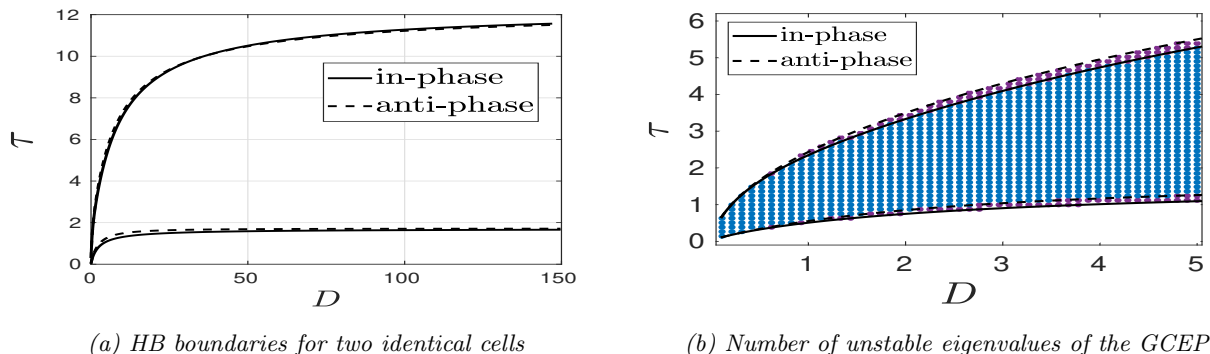 12
10
8
6
4
2
0
τ
in-phase
anti-phase
0
50
100
150
D
(a) HB boundaries for two identical cells
6
5
4
3
2
1
0
τ
in-phase
anti-phase
1
2
3
4
5
D
(b) Number of unstable eigenvalues of the GCEP